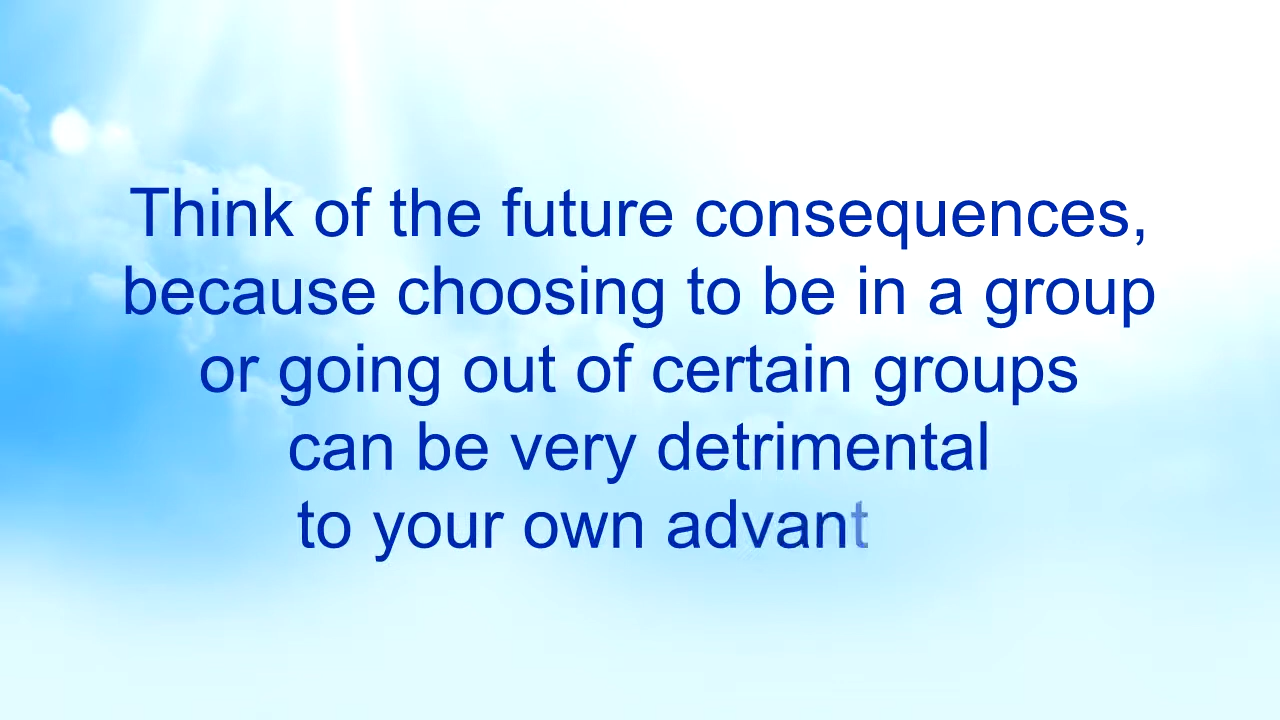 Think of the future consequences,
because choosing to be in a group
or going out of certain groups
can be very detrimental
to your own advant